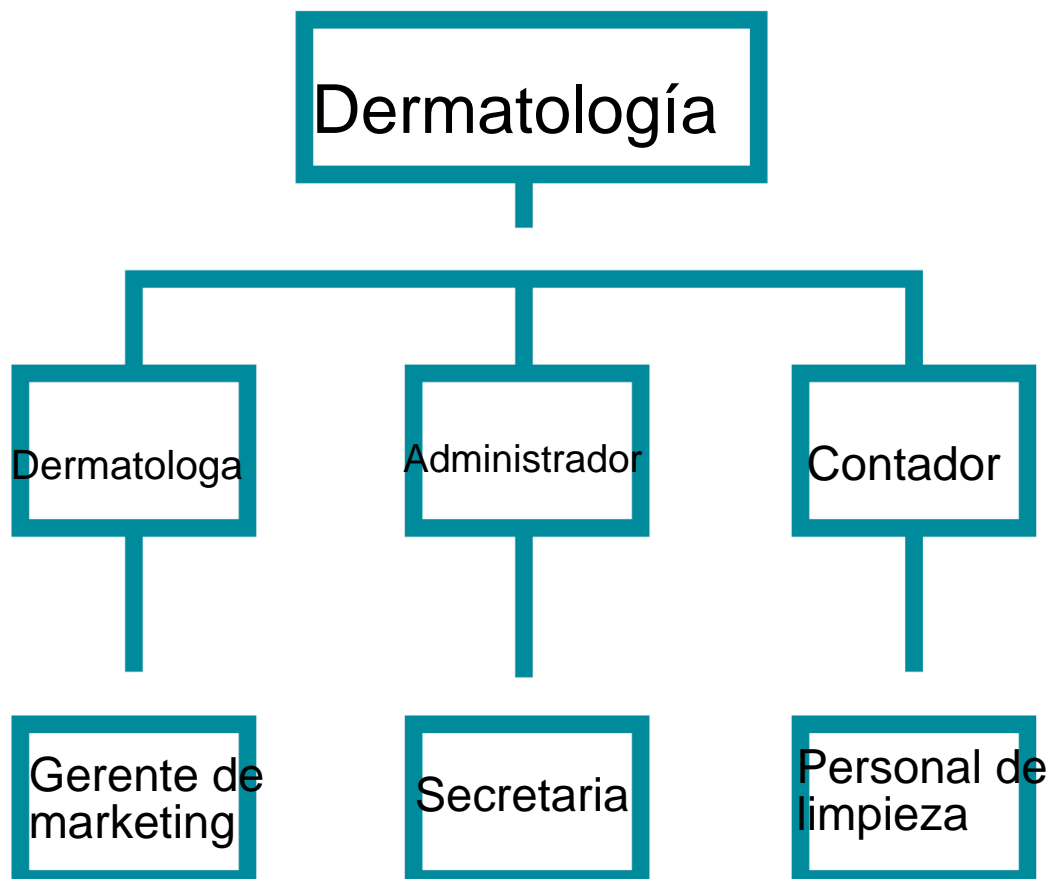 Dermatología
Dermatologa
Administrador
Contador
Gerente de
marketing
Secretaria
Personal de
limpieza